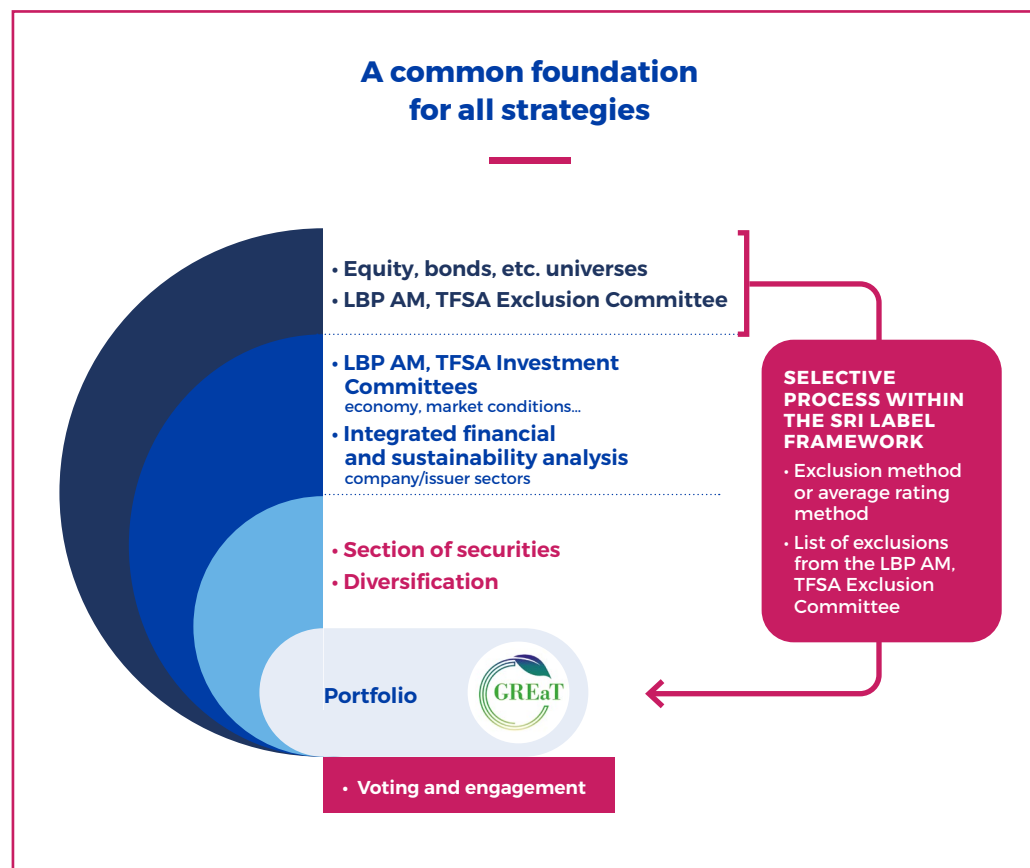 A common foundation
for all strategies
• Equity, bonds, etc. universes
• LBP AM, TFSA Exclusion Committee
• LBP AM, TFSA Investment
Committees
economy, market conditions...
• Integrated financial
and sustainability analysis
company/issuer sectors
• Section of securities
• Diversification
Portfolio
GREaT
• Voting and engagement
SELECTIVE
PROCESS WITHIN
THE SRI LABEL
FRAMEWORK
• Exclusion method
or average rating
method
• List of exclusions
from the LBP AM,
TFSA Exclusion
Committee